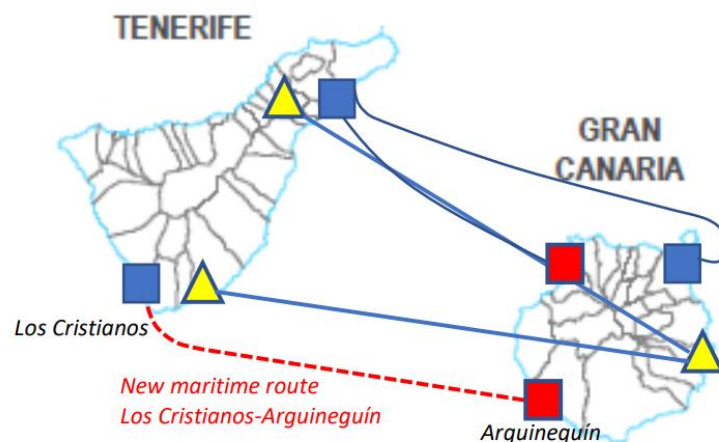 TENERIFE
GRAN
CANARIA
Los Cristianos
New maritime route
Los Cristianos-Arguineguín
Arguineguín